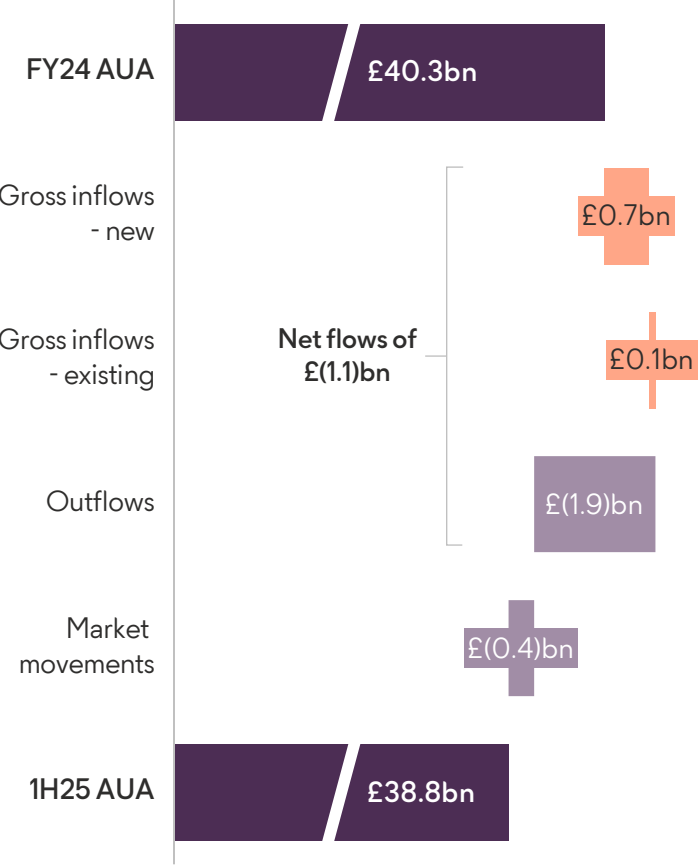 FY24 AUA
£40.3bn
Gross inflows
- new
£0.7bn
Gross inflows
- existing
£0.1bn
Net flows of
£(1.1)bn
Outflows
£(1.9)bn
Market
movements
£(0.4)bn
1H25 AUA
£38.8bn